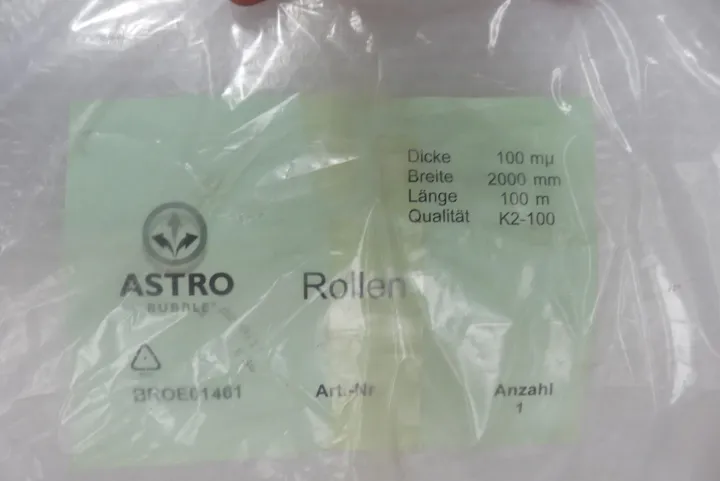 Dicke 100 mµ
Breite 2000 mm
Länge 100 m
Qualität K2-100
ASTRO
BUBBLE
Rollen
BROE01461 Art.-Nr Anzahl
1